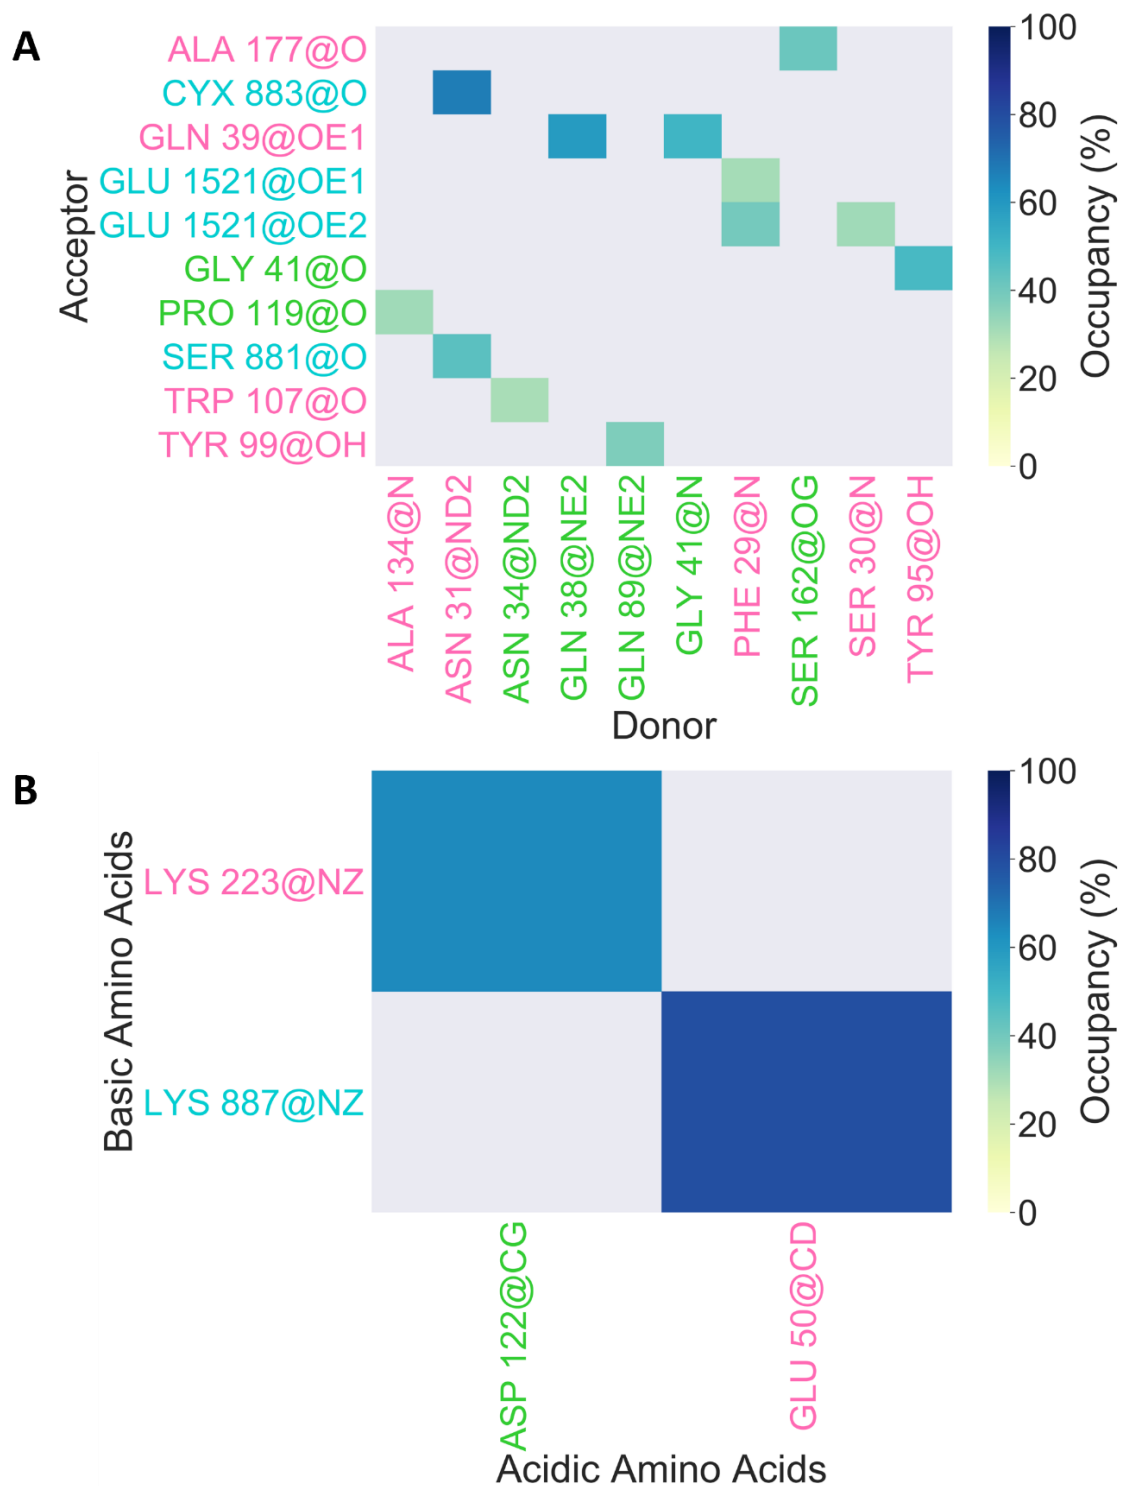 A
Acceptor
ALA 177@O
CYX 883@O
GLN 39@OE1
GLU 1521@OE1
GLU 1521@OE2
GLY 41@O
PRO 119@O
SER 881@O
TRP 107@O
TYR 99@OH
ALA 134@N
ASN 31@ND2
ASN 34@ND2
GLN 38@NE2
GLN 89@NE2
GLY 41@N
PHE 29@N
SER 162@OG
SER 30@N
TYR 95@OH
Donor
100
80
60
40
20
0
Occupancy (%)
B
Basic Amino Acids
LYS 223@NZ
LYS 887@NZ
ASP 122@CG
GLU 50@CD
Acidic Amino Acids
100
80
60
40
20
0
Occupancy (%)